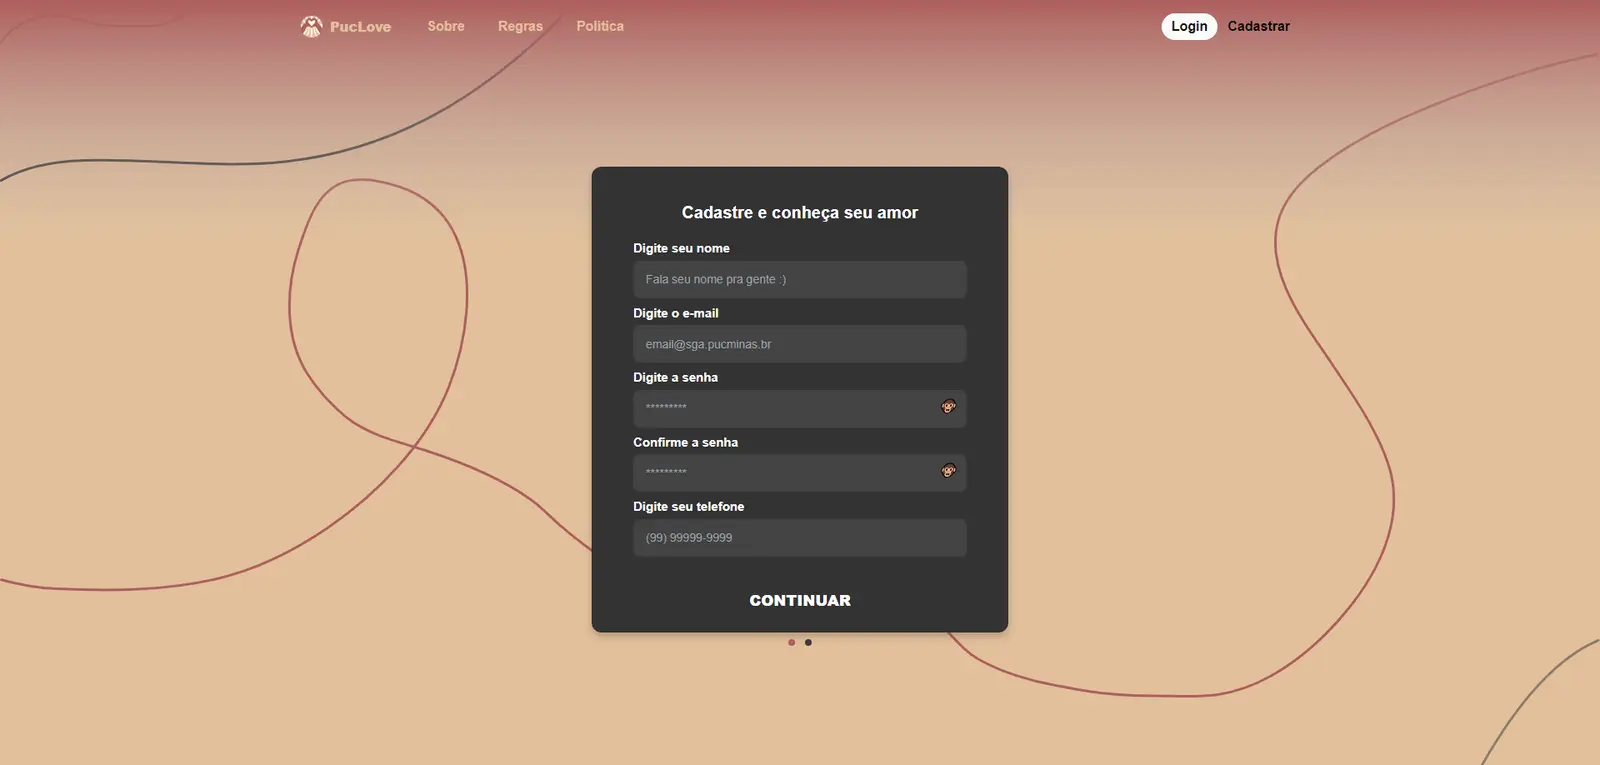 PucLove Sobre Regras Politica Login Cadastrar
Cadastre e conheça seu amor
Digite seu nome
Fala seu nome pra gente :)
Digite o e-mail
email@sga.pucminas.br
Digite a senha
*********
Confirme a senha
*********
Digite seu telefone
(99) 99999-9999
CONTINUAR